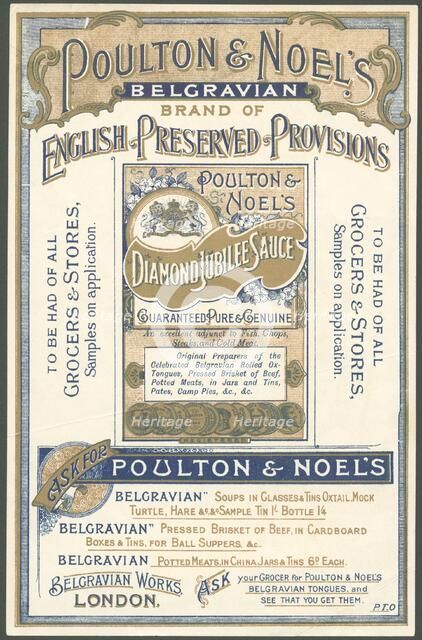 POULTON & NOEL'S
BELGRAVIAN
BRAND OF
ENGLISH PRESERVED PROVISIONS
TO BE HAD OF ALL
GROCERS & STORES,
Samples on application.
POULTON &
NOEL'S
DIAMOND JUBILEE SAUCE
GUARANTEED PURE & GENUINE
An excellent adjunct to Fish, Chops,
Steaks, and Cold Meat.
Original Preparers of the
Celebrated Belgravian Rolled Ox-
Tongues, Pressed Brisket of Beef,
Potted Meats, in Jars and Tins,
Pates, Camp Pies, &c., &c.
REGISTERED
TO BE HAD OF ALL
GROCERS & STORES,
Samples on application.
ASK FOR
POULTON & NOEL'S
BELGRAVIAN" SOUPS IN GLASSES & TINS OXTAIL, MOCK
TURTLE, HARE &c &c SAMPLE TIN 1/- BOTTLE 1/4
BELGRAVIAN" PRESSED BRISKET OF BEEF, IN CARDBOARD
BOXES & TINS, FOR BALL SUPPERS, &c.
BELGRAVIAN POTTED MEATS, IN CHINA JARS & TINS 6D EACH.
BELGRAVIAN WORKS,
LONDON.
ASK your GROCER for POULTON & NOEL'S
BELGRAVIAN TONGUES, and
SEE THAT YOU GET THEM.
P.T.O
heritage-images.com